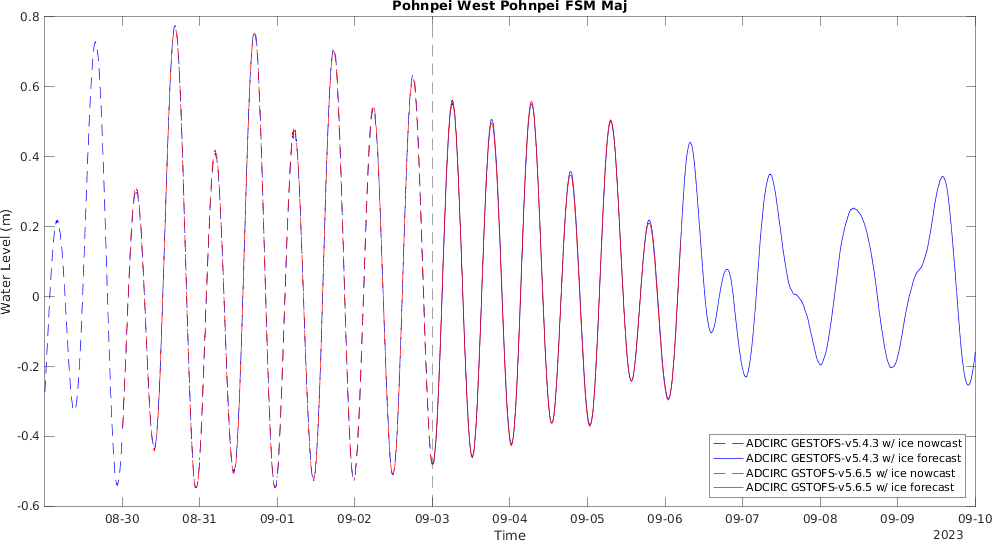 Pohnpei West Pohnpei FSM Maj
Water Level (m)
0.8
0.6
0.4
0.2
0
-0.2
-0.4
-0.6
08-30 08-31 09-01 09-02 09-03 09-04 09-05 09-06 09-07 09-08 09-09 09-10
Time
2023
ADCIRC GESTOFS-v5.4.3 w/ ice nowcast
ADCIRC GESTOFS-v5.4.3 w/ ice forecast
ADCIRC GSTOFS-v5.6.5 w/ ice nowcast
ADCIRC GSTOFS-v5.6.5 w/ ice forecast